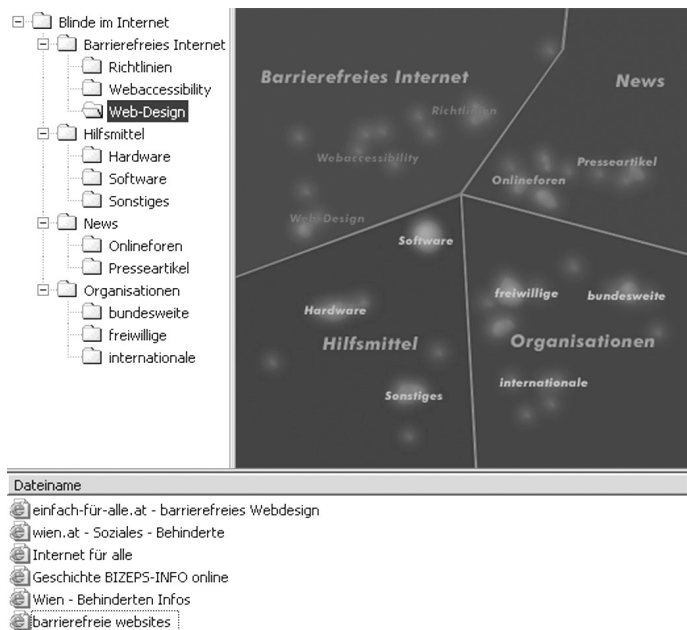 Blinde im Internet
Barrierefreies Internet
Richtlinien
Webaccessibility
Web-Design
Hilfsmittel
Hardware
Software
Sonstiges
News
Onlineforen
Presseartikel
Organisationen
bundesweite
freiwillige
internationale
Barrierefreies Internet
News
Richtlinien
Webaccessibility
Presseartikel
Onlineforen
Web-Design
Software
freiwillige
bundesweite
Hardware
Hilfsmittel
Organisationen
internationale
Sonstiges
Dateiname
einfach-für-alle.at - barrierefreies Webdesign
wien.at - Soziales - Behinderte
Internet für alle
Geschichte BIZEPS-INFO online
Wien - Behinderten Infos
barrierefreie websites